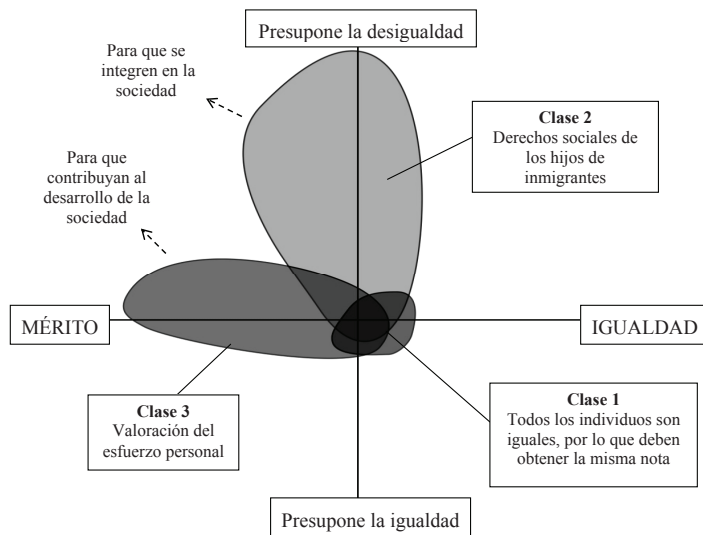 Presupone la desigualdad
Para que se
integren en la
sociedad
Clase 2
Derechos sociales de
los hijos de
inmigrantes
Para que
contribuyan al
desarrollo de la
sociedad
MÉRITO
IGUALDAD
Clase 3
Valoración del
esfuerzo personal
Clase 1
Todos los individuos son
iguales, por lo que deben
obtener la misma nota
Presupone la igualdad